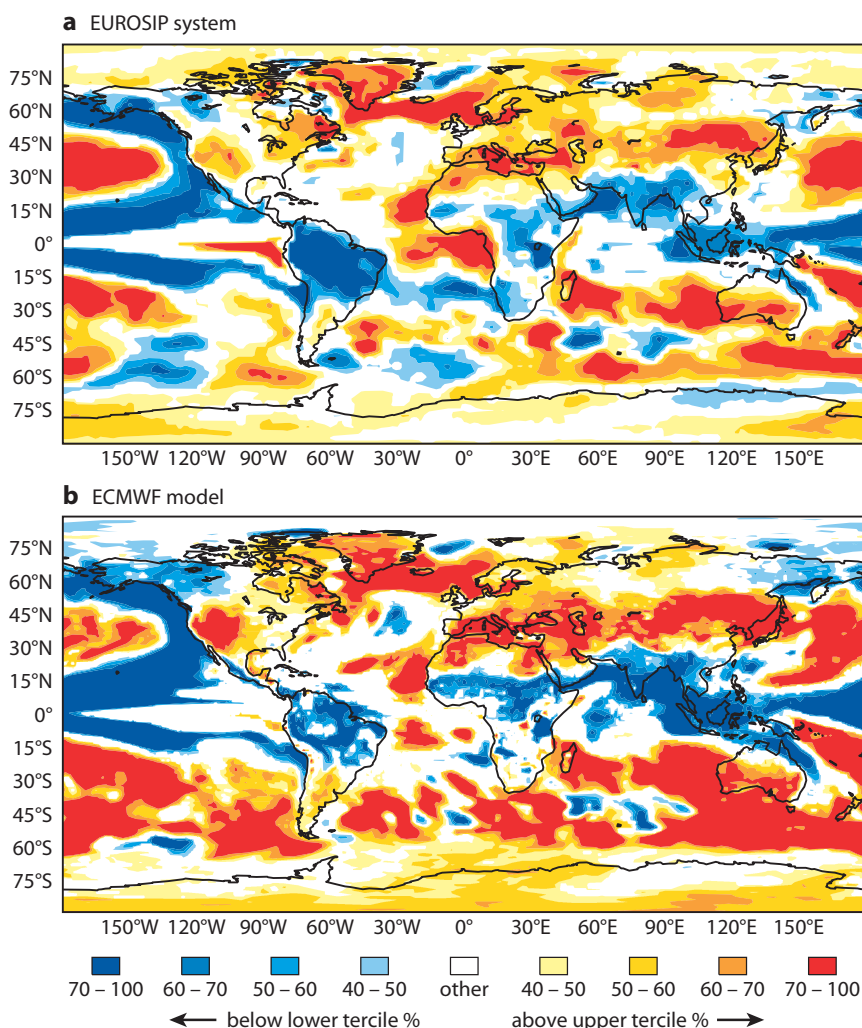 a EUROSIP system
75°N
60°N
45°N
30°N
15°N
0°
15°S
30°S
45°S
60°S
75°S
150°W 120°W 90°W 60°W 30°W 0° 30°E 60°E 90°E 120°E 150°E
b ECMWF model
75°N
60°N
45°N
30°N
15°N
0°
15°S
30°S
45°S
60°S
75°S
150°W 120°W 90°W 60°W 30°W 0° 30°E 60°E 90°E 120°E 150°E
70 – 100 60 – 70 50 – 60 40 – 50 other 40 – 50 50 – 60 60 – 70 70 – 100
← below lower tercile % above upper tercile % →